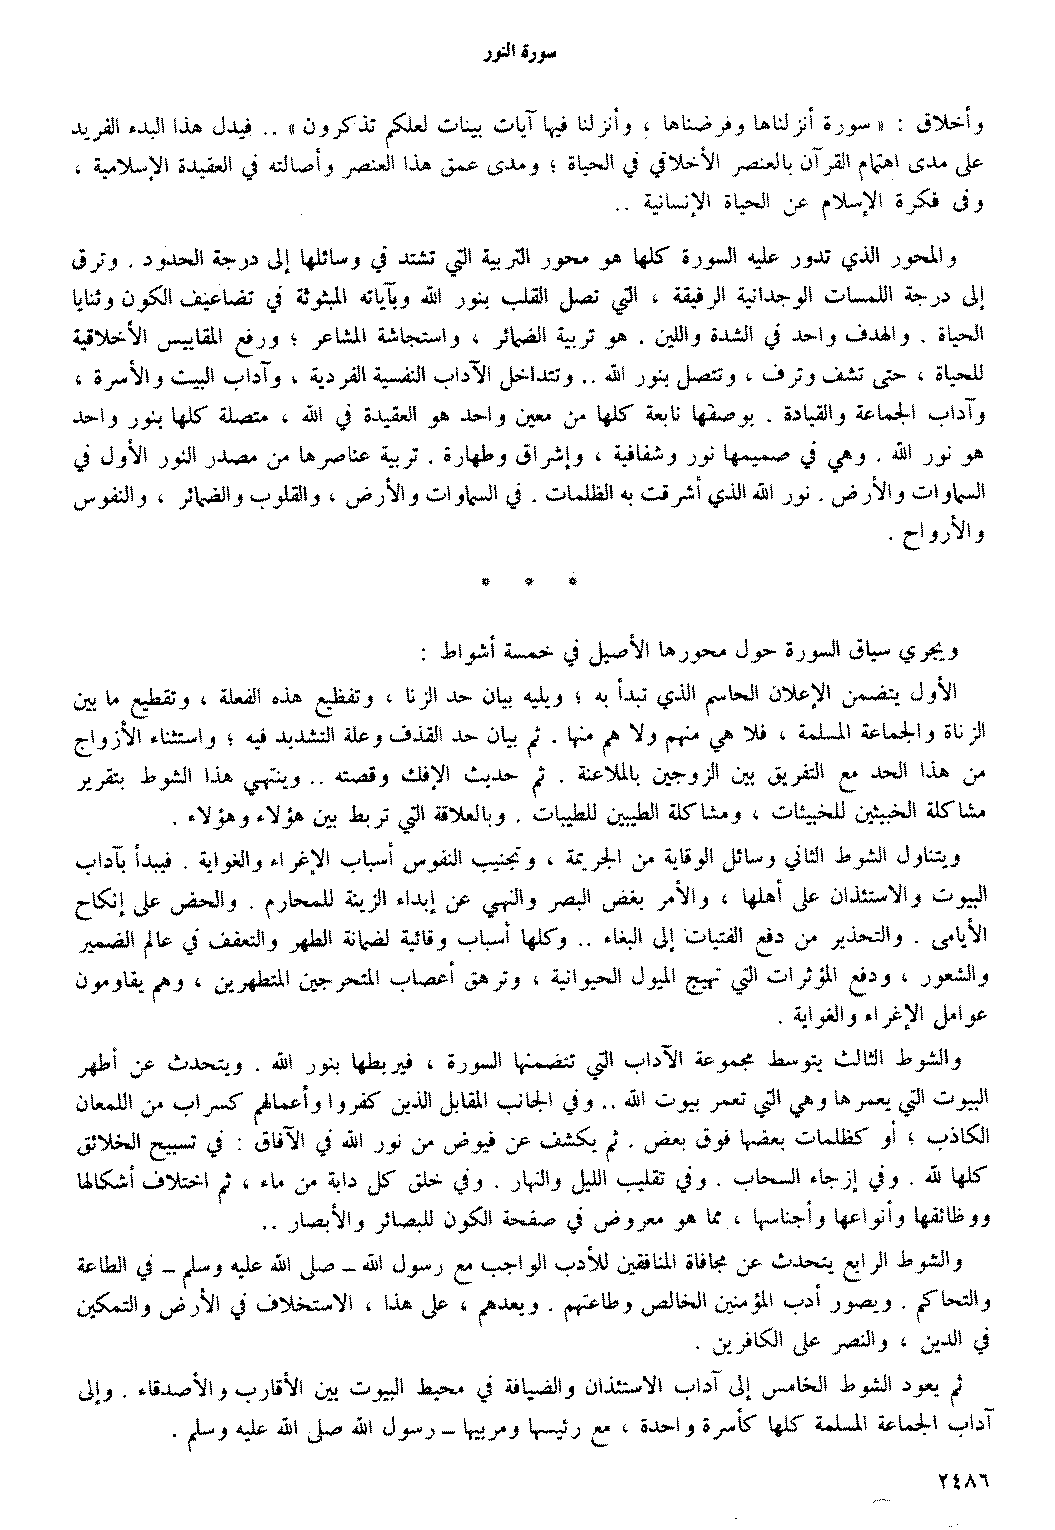 سورة النور
وأخلاق : « سورة أنزلناها وفرضناها ، وأنزلنا فيها آيات بينات لعلكم تذكرون » .. فيدل هذا البدء الفريد
على مدى اهتمام القرآن بالعنصر الأخلاقي في الحياة ؛ ومدى عمق هذا العنصر وأصالته في العقيدة الإسلامية ،
وفي فكرة الإسلام عن الحياة الإنسانية ..
والمحور الذي تدور عليه السورة كلها هو محور التربية التي تشتد في وسائلها إلى درجة الحدود . وترق
إلى درجة اللمسات الوجدانية الرفيقة ، التي تصل القلب بنور الله وبآياته المبثوثة في تضاعيف الكون وثنايا
الحياة . والهدف واحد في الشدة واللين . هو تربية الضمائر ، واستجاشة المشاعر ؛ ورفع المقاييس الأخلاقية
للحياة ، حتى تشف وترف ، وتتصل بنور الله .. وتتداخل الآداب النفسية الفردية ، وآداب البيت والأسرة ،
وآداب الجماعة والقيادة . بوصفها نابعة كلها من معين واحد هو العقيدة في الله ، متصلة كلها بنور واحد
هو نور الله . وهي في صميمها نور وشفافية ، وإشراق وطهارة . تربية عناصرها من مصدر النور الأول في
السماوات والأرض . نور الله الذي أشرقت به الظلمات . في السماوات والأرض ، والقلوب والضمائر ، والنفوس
والأرواح .
* * *
ويجري سياق السورة حول محورها الأصيل في خمسة أشواط :
الأول يتضمن الإعلان الحاسم الذي تبدأ به ؛ ويليه بيان حد الزنا ، وتفظيع هذه الفعلة ، وتقطيع ما بين
الزناة والجماعة المسلمة ، فلا هي منهم ولا هم منها . ثم بيان حد القذف وعلة التشديد فيه ؛ واستثناء الأزواج
من هذا الحد مع التفريق بين الزوجين بالملاعنة . ثم حديث الإفك وقصته .. وينتهي هذا الشوط بتقرير
مشاكلة الخبيثين للخبيثات ، ومشاكلة الطيبين للطيبات . وبالعلاقة التي تربط بين هؤلاء وهؤلاء .
ويتناول الشوط الثاني وسائل الوقاية من الجريمة ، وتجنيب النفوس أسباب الإغراء والغواية . فيبدأ بآداب
البيوت والاستئذان على أهلها ، والأمر بغض البصر والنهي عن إبداء الزينة للمحارم . والحض على إنكاح
الأيامى . والتحذير من دفع الفتيات إلى البغاء .. وكلها أسباب وقائية لضمانة الطهر والتعفف في عالم الضمير
والشعور ، ودفع المؤثرات التي تهيج الميول الحيوانية ، وترهق أعصاب المتحرجين المتطهرين ، وهم يقاومون
عوامل الإغراء والغواية .
والشوط الثالث يتوسط مجموعة الآداب التي تتضمنها السورة ، فيربطها بنور الله . ويتحدث عن أطهر
البيوت التي يعمرها وهي التي تعمر بيوت الله .. وفي الجانب المقابل الذين كفروا وأعمالهم كسراب من اللمعان
الكاذب ؛ أو كظلمات بعضها فوق بعض . ثم يكشف عن فيوض من نور الله في الآفاق : في تسبيح الخلائق
كلها لله . وفي إزجاء السحاب . وفي تقليب الليل والنهار . وفي خلق كل دابة من ماء ، ثم اختلاف أشكالها
ووظائفها وأنواعها وأجناسها ، مما هو معروض في صفحة الكون للبصائر والأبصار ..
والشوط الرابع يتحدث عن مجافاة المنافقين للأدب الواجب مع رسول الله – صلى الله عليه وسلم – في الطاعة
والتحاكم . ويصور أدب المؤمنين الخالص وطاعتهم . ويعدهم ، على هذا ، الاستخلاف في الأرض والتمكين
في الدين ، والنصر على الكافرين .
ثم يعود الشوط الخامس إلى آداب الاستئذان والضيافة في محيط البيوت بين الأقارب والأصدقاء . وإلى
آداب الجماعة المسلمة كلها كأسرة واحدة ، مع رئيسها ومربيها – رسول الله صلى الله عليه وسلم .
٢٤٨٦